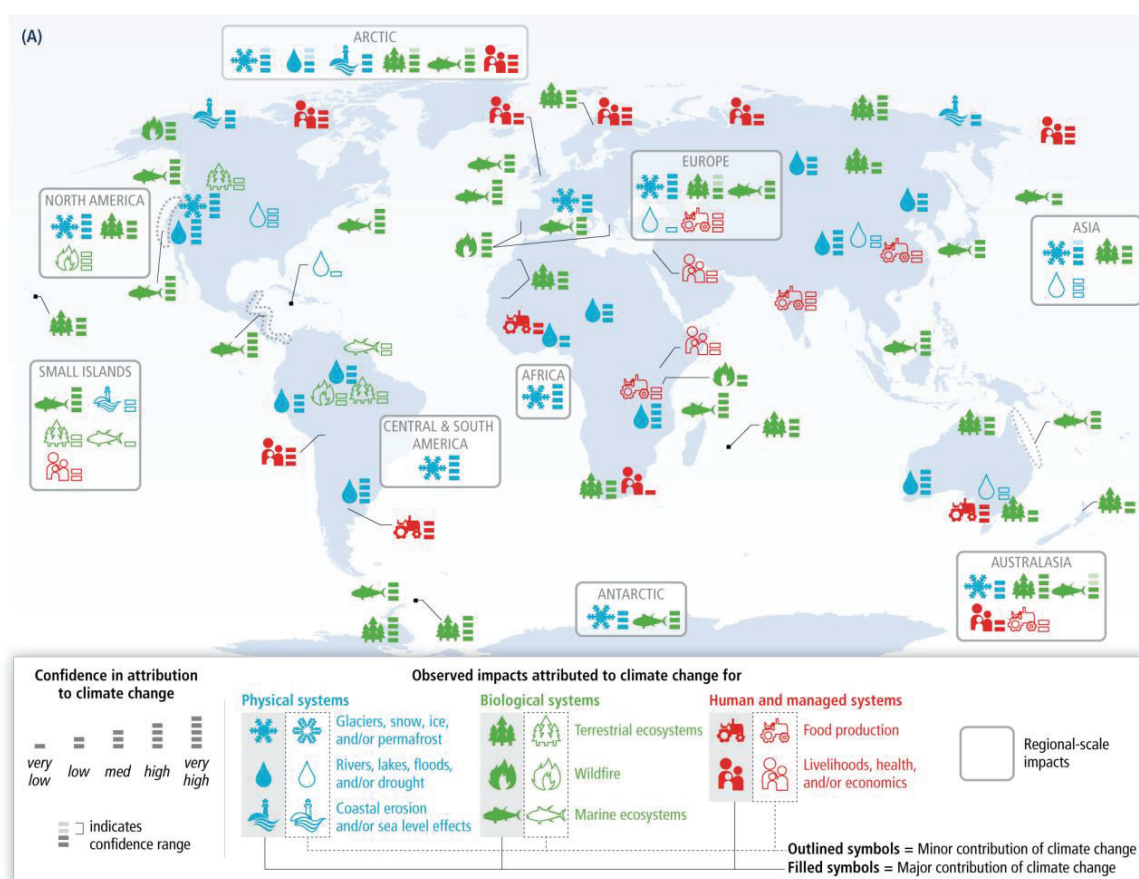 (A)
ARCTIC
NORTH AMERICA
EUROPE
ASIA
SMALL ISLANDS
AFRICA
CENTRAL & SOUTH
AMERICA
ANTARCTIC
AUSTRALASIA
Confidence in attribution
to climate change
very
low
low
med
high
very
high
indicates
confidence range
Observed impacts attributed to climate change for
Physical systems
Glaciers, snow, ice,
and/or permafrost
Rivers, lakes, floods,
and/or drought
Coastal erosion
and/or sea level effects
Biological systems
Terrestrial ecosystems
Wildfire
Marine ecosystems
Human and managed systems
Food production
Livelihoods, health,
and/or economics
Regional-scale
impacts
Outlined symbols = Minor contribution of climate change
Filled symbols = Major contribution of climate change